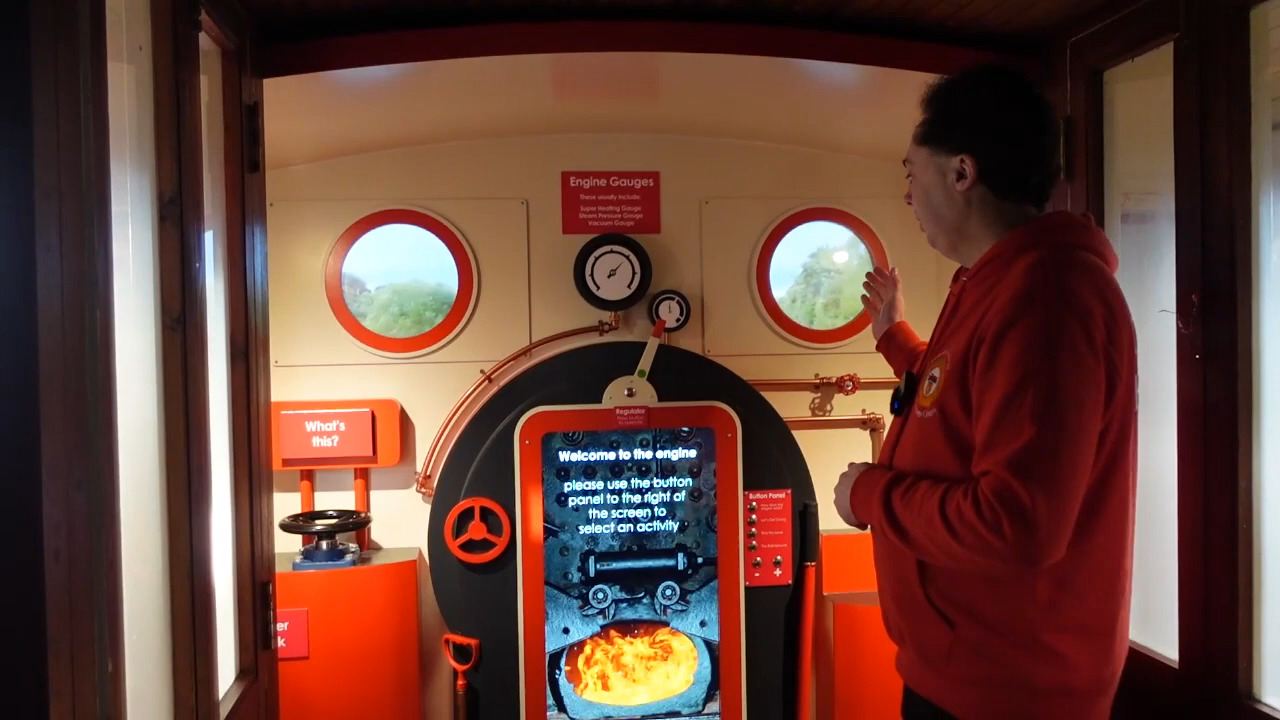 Engine Gauges
These usually include:
Super Heating Gauge
Steam Pressure Gauge
Vacuum Gauge
What's
this?
Regulator
Welcome to the engine
please use the button
panel to the right of
the screen to
select an activity
Button Panel
-
+
er
k